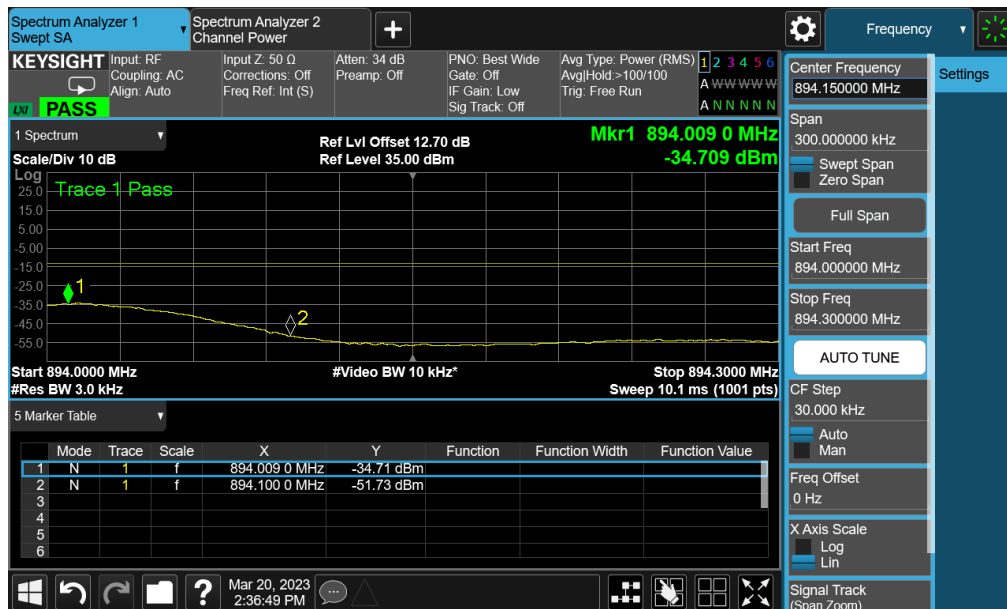 Spectrum Analyzer 1
Swept SA
Spectrum Analyzer 2
Channel Power
Frequency
KEYSIGHT
LXI
PASS
Input: RF
Coupling: AC
Align: Auto
Input Z: 50 Ω
Corrections: Off
Freq Ref: Int (S)
Atten: 34 dB
Preamp: Off
PNO: Best Wide
Gate: Off
IF Gain: Low
Sig Track: Off
Avg Type: Power (RMS)
Avg|Hold:>100/100
Trig: Free Run
1 2 3 4 5 6
A W W W W W
A N N N N N
1 Spectrum
Scale/Div 10 dB
Ref Lvl Offset 12.70 dB
Ref Level 35.00 dBm
Mkr1 894.009 0 MHz
-34.709 dBm
Log
Trace 1 Pass
25.0
15.0
5.00
-5.00
-15.0
-25.0
-35.0
-45.0
-55.0
1
2
Start 894.0000 MHz
#Video BW 10 kHz*
Stop 894.3000 MHz
#Res BW 3.0 kHz
Sweep 10.1 ms (1001 pts)
5 Marker Table
Mode Trace Scale X Y Function Function Width Function Value
1 N 1 f 894.009 0 MHz -34.71 dBm
2 N 1 f 894.100 0 MHz -51.73 dBm
3
4
5
6
?
Mar 20, 2023
2:36:49 PM
Center Frequency
894.150000 MHz
Settings
Span
300.000000 kHz
Swept Span
Zero Span
Full Span
Start Freq
894.000000 MHz
Stop Freq
894.300000 MHz
AUTO TUNE
CF Step
30.000 kHz
Auto
Man
Freq Offset
0 Hz
X Axis Scale
Log
Lin
Signal Track
(Span Zoom)